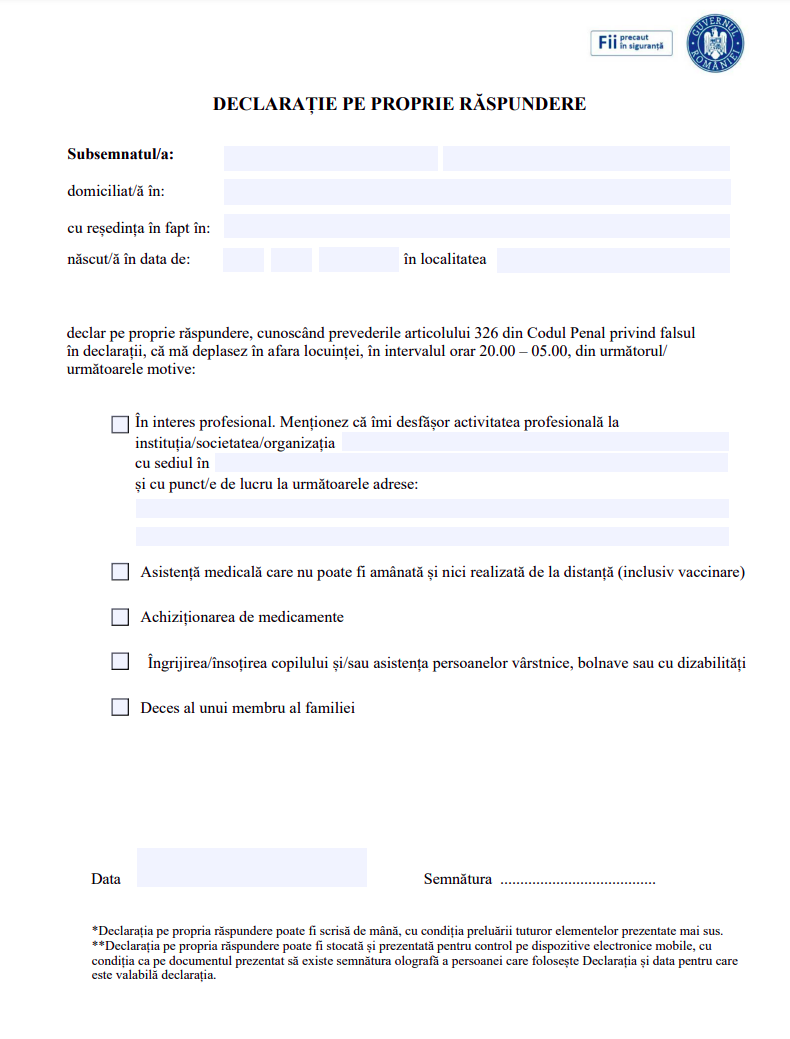 Fii precaut
în siguranță
GUVERNUL ROMÂNIEI
DECLARAȚIE PE PROPRIE RĂSPUNDERE
Subsemnatul/a:
domiciliat/ă în:
cu reședința în fapt în:
născut/ă în data de: în localitatea
declar pe proprie răspundere, cunoscând prevederile articolului 326 din Codul Penal privind falsul
în declarații, că mă deplasez în afara locuinței, în intervalul orar 20.00 – 05.00, din următorul/
următoarele motive:
În interes profesional. Menționez că îmi desfășor activitatea profesională la
instituția/societatea/organizația
cu sediul în
și cu punct/e de lucru la următoarele adrese:
Asistență medicală care nu poate fi amânată și nici realizată de la distanță (inclusiv vaccinare)
Achiziționarea de medicamente
Îngrijirea/însoțirea copilului și/sau asistența persoanelor vârstnice, bolnave sau cu dizabilități
Deces al unui membru al familiei
Data Semnătura .......................................
*Declarația pe propria răspundere poate fi scrisă de mână, cu condiția preluării tuturor elementelor prezentate mai sus.
**Declarația pe propria răspundere poate fi stocată și prezentată pentru control pe dispozitive electronice mobile, cu
condiția ca pe documentul prezentat să existe semnătura olografă a persoanei care folosește Declarația și data pentru care
este valabilă declarația.